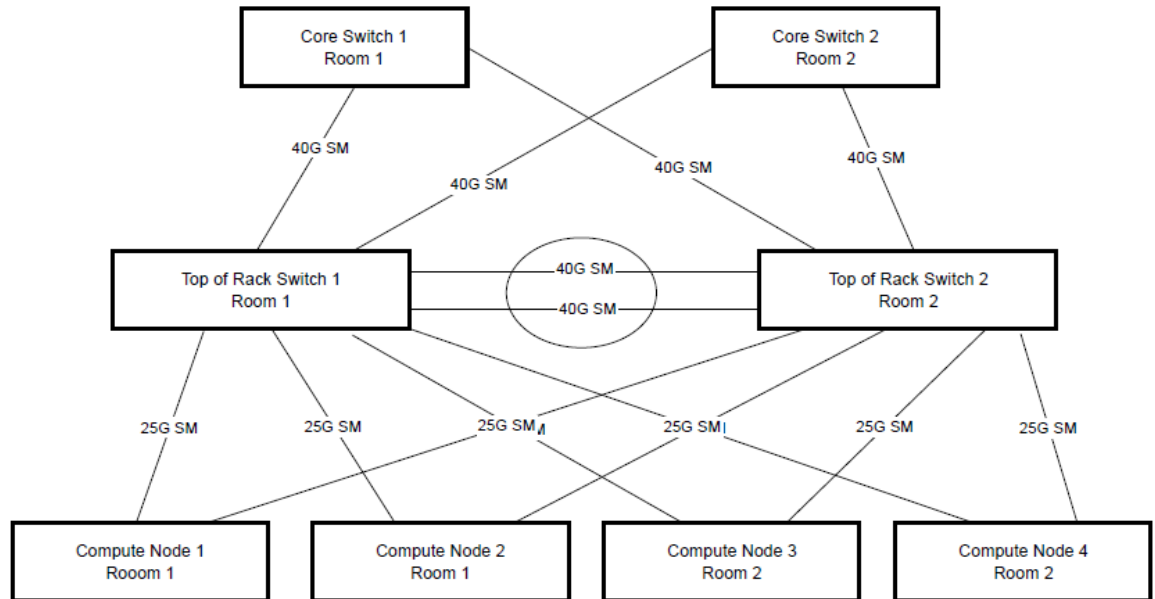 Core Switch 1
Room 1
Core Switch 2
Room 2
40G SM
40G SM
40G SM
40G SM
Top of Rack Switch 1
Room 1
40G SM
40G SM
Top of Rack Switch 2
Room 2
25G SM
25G SM
25G SM
25G SM
25G SM
25G SM
Compute Node 1
Rooom 1
Compute Node 2
Room 1
Compute Node 3
Room 2
Compute Node 4
Room 2